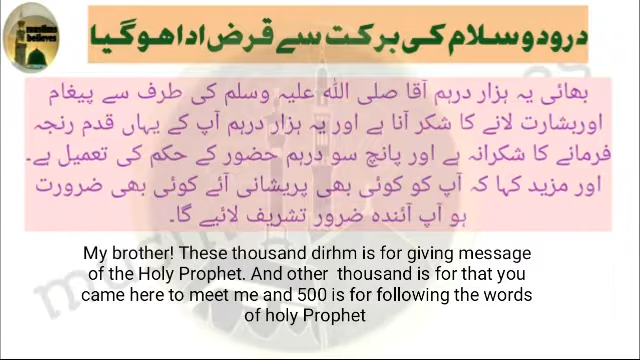 muslims
believes
درود و سلام کی برکت سے قرض ادا ہو گیا
بھائی یہ ہزار درہم آقا صلی اللہ علیہ وسلم کی طرف سے پیغام
اوربشارت لانے کا شکر آنا ہے اور یہ ہزار درہم آپ کے یہاں قدم رنجہ
فرمانے کا شکرانہ ہے اور پانچ سو درہم حضور کے حکم کی تعمیل ہے۔
اور مزید کہا کہ آپ کو کوئی بھی پریشانی آئے کوئی بھی ضرورت
ہو آپ آئندہ ضرور تشریف لائیے گا۔
My brother! These thousand dirhm is for giving message
of the Holy Prophet. And other thousand is for that you
came here to meet me and 500 is for following the words
of holy Prophet